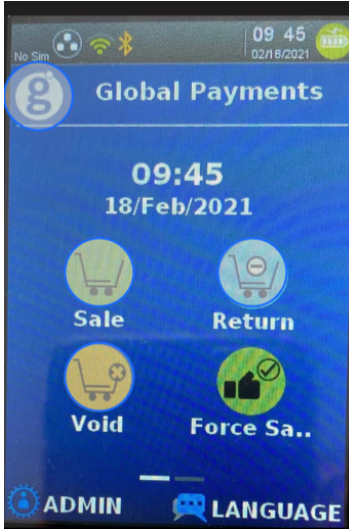 No Sim
09 45
02/18/2021
g
Global Payments
09:45
18/Feb/2021
Sale
Return
Void
Force Sa..
ADMIN
LANGUAGE